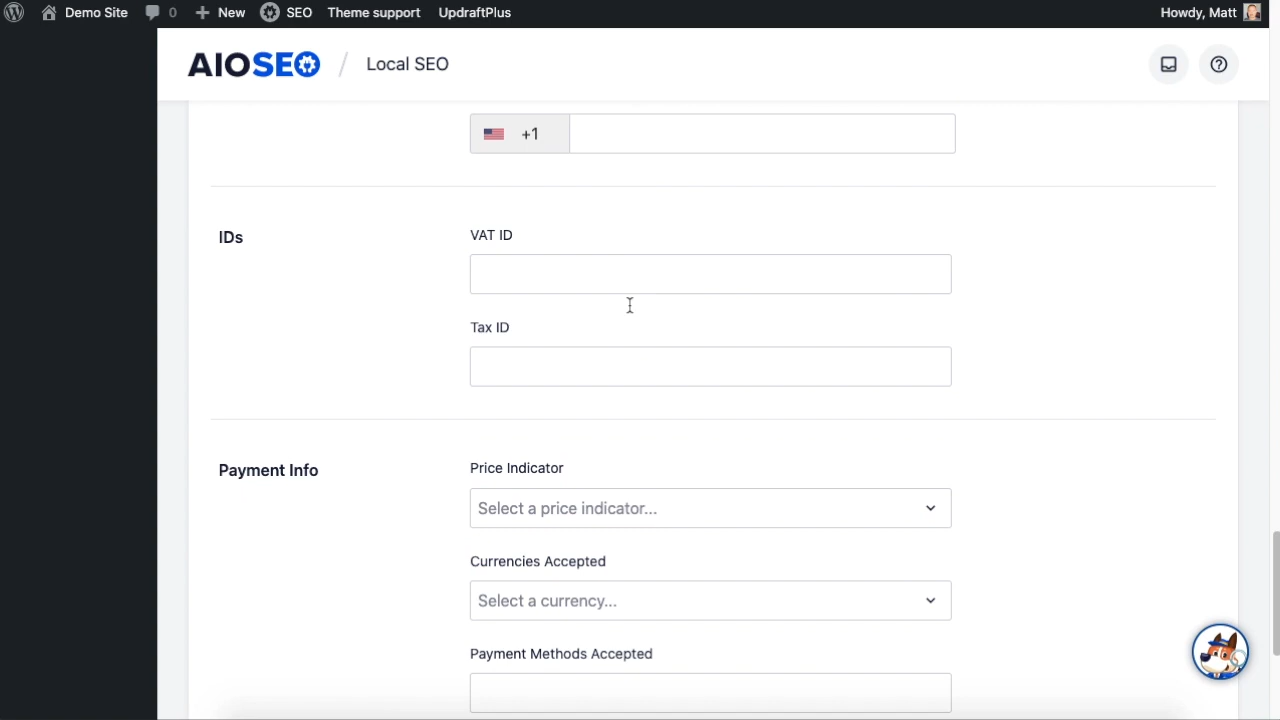 Demo Site 0 New SEO Theme support UpdraftPlus Howdy, Matt
AIOSEO / Local SEO
+1
IDs
VAT ID
Tax ID
Payment Info
Price Indicator
Select a price indicator...
Currencies Accepted
Select a currency...
Payment Methods Accepted